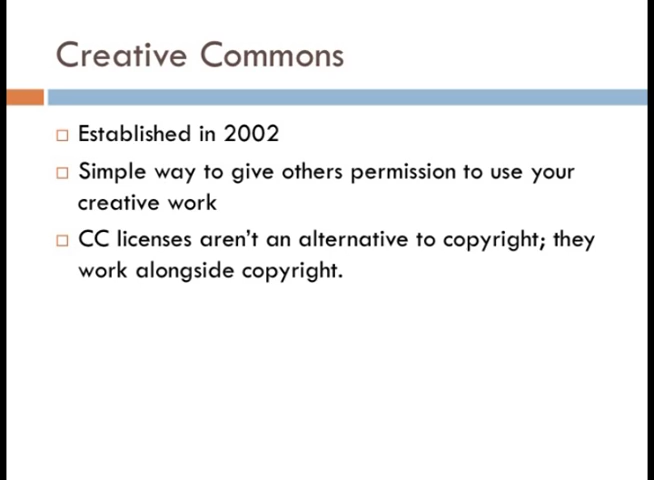 Creative Commons
Established in 2002
Simple way to give others permission to use your
creative work
CC licenses aren't an alternative to copyright; they
work alongside copyright.